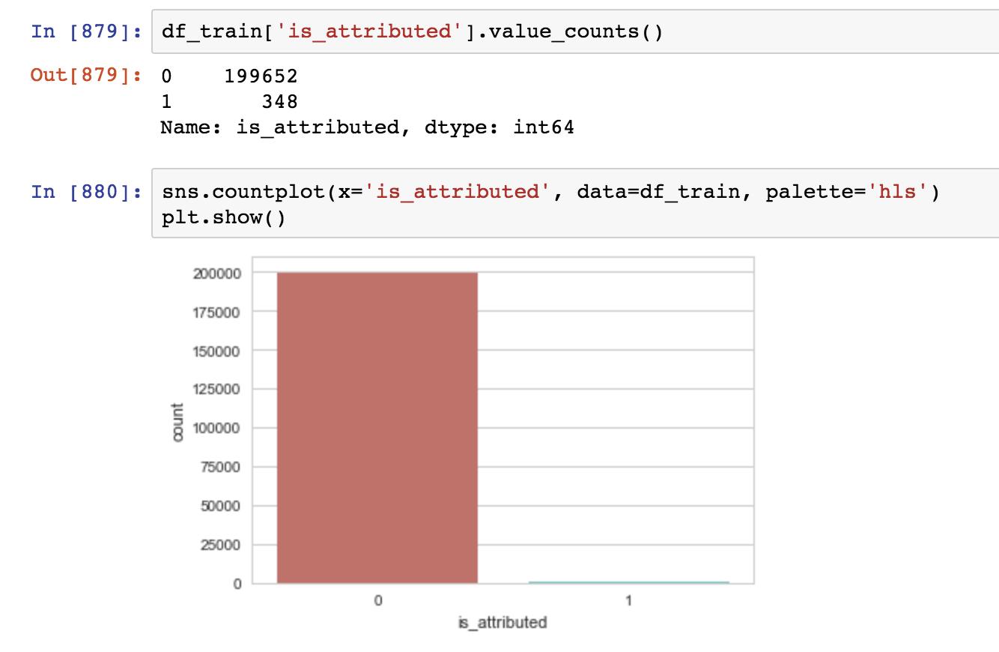 In [879]: df_train['is_attributed'].value_counts()
Out[879]: 0 199652
1 348
Name: is_attributed, dtype: int64
In [880]: sns.countplot(x='is_attributed', data=df_train, palette='hls')
plt.show()
200000
175000
150000
125000
100000
75000
50000
25000
0
count
0 1
is_attributed